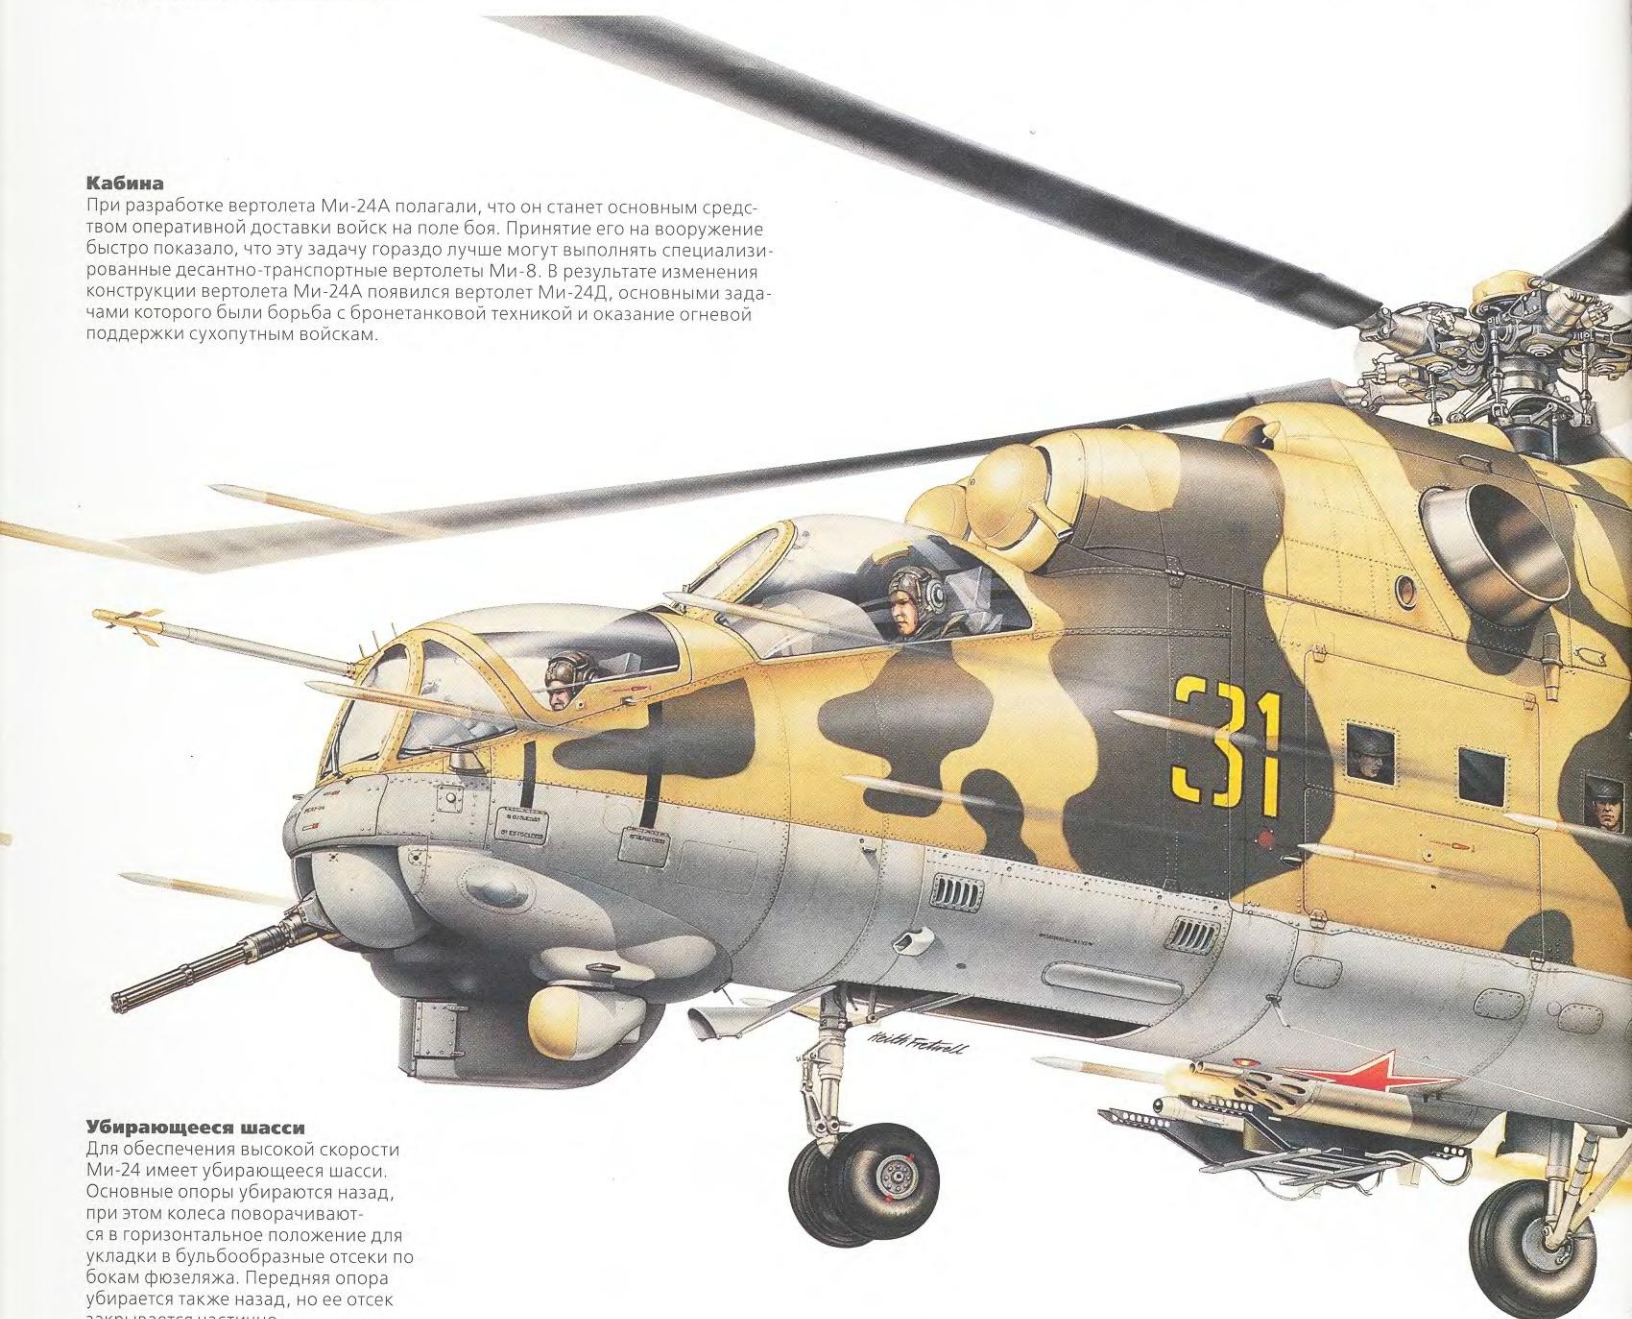 Кабина
При разработке вертолета Ми-24А полагали, что он станет основным средс-
твом оперативной доставки войск на поле боя. Принятие его на вооружение
быстро показало, что эту задачу гораздо лучше могут выполнять специализи-
рованные десантно-транспортные вертолеты Ми-8. В результате изменения
конструкции вертолета Ми-24А появился вертолет Ми-24Д, основными зада-
чами которого были борьба с бронетанковой техникой и оказание огневой
поддержки сухопутным войскам.
31
Keith Fretwell
Убирающееся шасси
Для обеспечения высокой скорости
Ми-24 имеет убирающееся шасси.
Основные опоры убираются назад,
при этом колеса поворачивают-
ся в горизонтальное положение для
укладки в бульбообразные отсеки по
бокам фюзеляжа. Передняя опора
убирается также назад, но ее отсек
закрывается частично